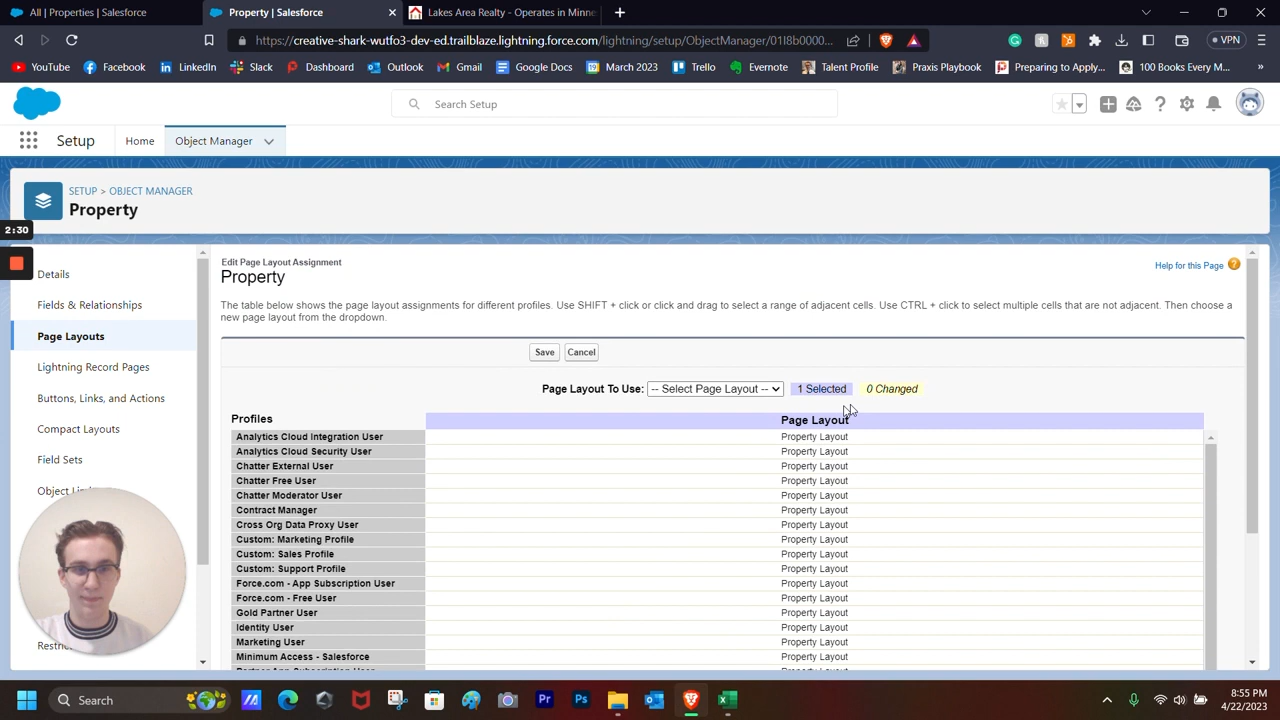 All | Properties | Salesforce
Property | Salesforce
Lakes Area Realty - Operates in Minne
https://creative-shark-wutfo3-dev-ed.trailblaze.lightning.force.com/lightning/setup/ObjectManager/01I8b0000...
VPN
YouTube
Facebook
LinkedIn
Slack
Dashboard
Outlook
Gmail
Google Docs
March 2023
Trello
Evernote
Talent Profile
Praxis Playbook
Preparing to Apply...
100 Books Every M...
Search Setup
Setup
Home
Object Manager
SETUP > OBJECT MANAGER
Property
2:30
Details
Fields & Relationships
Page Layouts
Lightning Record Pages
Buttons, Links, and Actions
Compact Layouts
Field Sets
Object
Edit Page Layout Assignment
Property
Help for this Page
The table below shows the page layout assignments for different profiles. Use SHIFT + click or click and drag to select a range of adjacent cells. Use CTRL + click to select multiple cells that are not adjacent. Then choose a
new page layout from the dropdown.
Save
Cancel
Page Layout To Use: -- Select Page Layout -- 1 Selected 0 Changed
Profiles Page Layout
Analytics Cloud Integration User Property Layout
Analytics Cloud Security User Property Layout
Chatter External User Property Layout
Chatter Free User Property Layout
Chatter Moderator User Property Layout
Contract Manager Property Layout
Cross Org Data Proxy User Property Layout
Custom: Marketing Profile Property Layout
Custom: Sales Profile Property Layout
Custom: Support Profile Property Layout
Force.com - App Subscription User Property Layout
Force.com - Free User Property Layout
Gold Partner User Property Layout
Identity User Property Layout
Marketing User Property Layout
Minimum Access - Salesforce Property Layout
Search
8:55 PM
4/22/2023